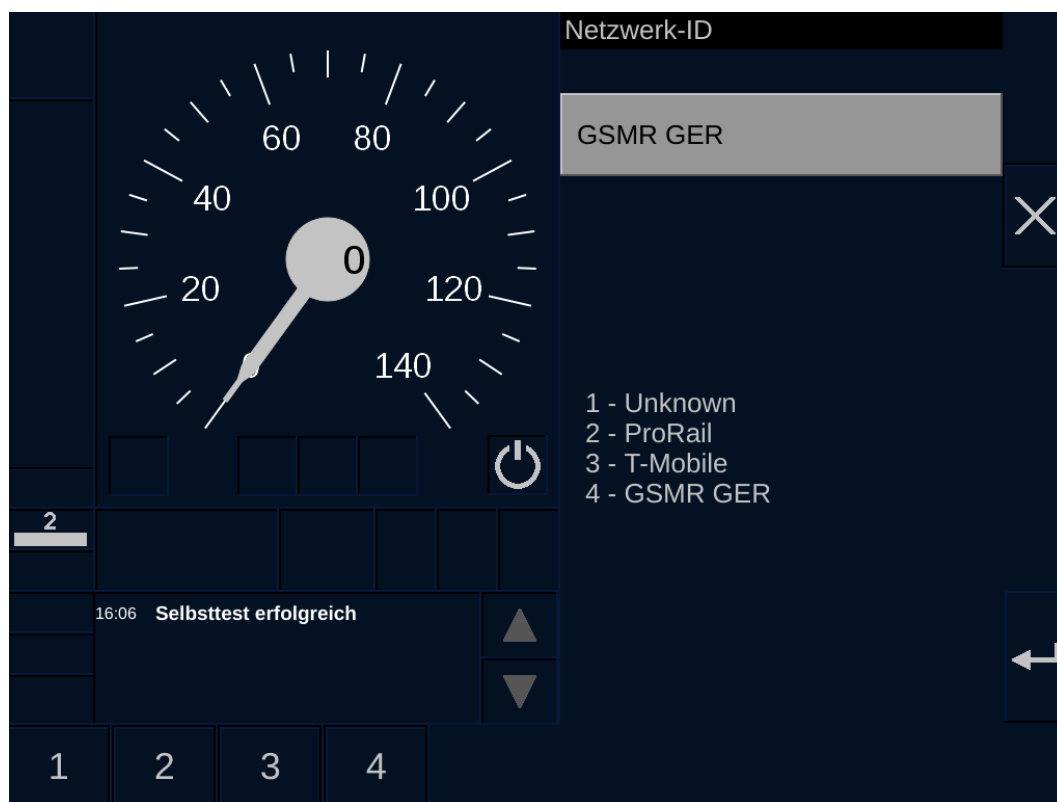 Netzwerk-ID
GSMR GER
60 80
40 100
20 120
0 140
0
1 - Unknown
2 - ProRail
3 - T-Mobile
4 - GSMR GER
2
16:06 Selbsttest erfolgreich
1 2 3 4